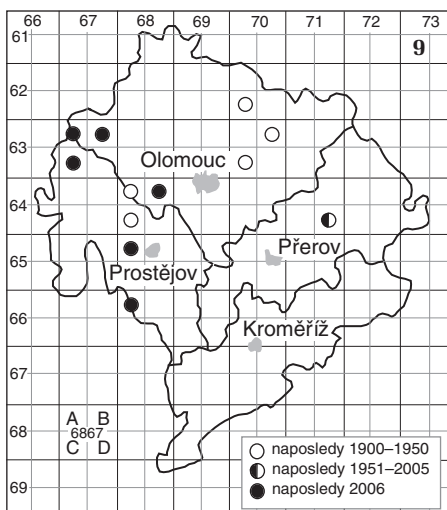 66 67 68 69 70 71 72 73
61
9
62
63
Olomouc
64
Přerov
65
Prostějov
66
Kroměříž
67
A B
6867
C D
68
69
naposledy 1900–1950
naposledy 1951–2005
naposledy 2006